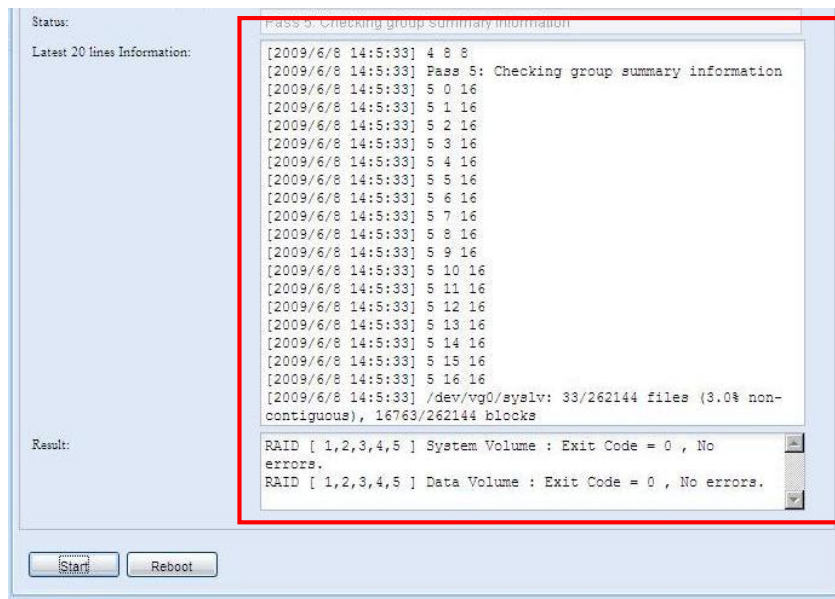 Status:
Pass 5: Checking group summary information
Latest 20 lines Information:
[2009/6/8 14:5:33] 4 8 8
[2009/6/8 14:5:33] Pass 5: Checking group summary information
[2009/6/8 14:5:33] 5 0 16
[2009/6/8 14:5:33] 5 1 16
[2009/6/8 14:5:33] 5 2 16
[2009/6/8 14:5:33] 5 3 16
[2009/6/8 14:5:33] 5 4 16
[2009/6/8 14:5:33] 5 5 16
[2009/6/8 14:5:33] 5 6 16
[2009/6/8 14:5:33] 5 7 16
[2009/6/8 14:5:33] 5 8 16
[2009/6/8 14:5:33] 5 9 16
[2009/6/8 14:5:33] 5 10 16
[2009/6/8 14:5:33] 5 11 16
[2009/6/8 14:5:33] 5 12 16
[2009/6/8 14:5:33] 5 13 16
[2009/6/8 14:5:33] 5 14 16
[2009/6/8 14:5:33] 5 15 16
[2009/6/8 14:5:33] 5 16 16
[2009/6/8 14:5:33] /dev/vg0/syslv: 33/262144 files (3.0% non-
contiguous), 16763/262144 blocks
Result:
RAID [ 1,2,3,4,5 ] System Volume : Exit Code = 0 , No
errors.
RAID [ 1,2,3,4,5 ] Data Volume : Exit Code = 0 , No errors.
Start
Reboot